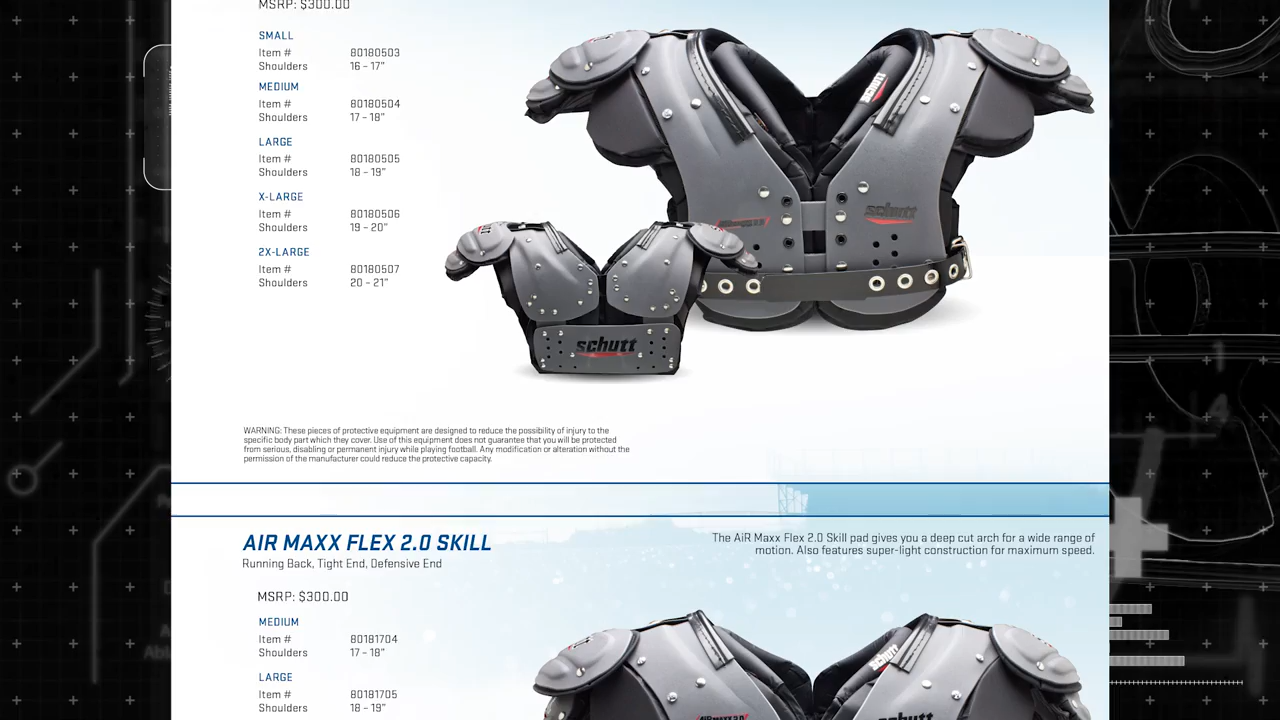 MSRP: $300.00
SMALL
Item # 80180503
Shoulders 16 – 17"
MEDIUM
Item # 80180504
Shoulders 17 – 18"
LARGE
Item # 80180505
Shoulders 18 – 19"
X-LARGE
Item # 80180506
Shoulders 19 – 20"
2X-LARGE
Item # 80180507
Shoulders 20 – 21"
schutt
schutt
schutt
WARNING: These pieces of protective equipment are designed to reduce the possibility of injury to the
specific body part which they cover. Use of this equipment does not guarantee that you will be protected
from serious, disabling or permanent injury while playing football. Any modification or alteration without the
permission of the manufacturer could reduce the protective capacity.
AIR MAXX FLEX 2.0 SKILL
Running Back, Tight End, Defensive End
The AiR Maxx Flex 2.0 Skill pad gives you a deep cut arch for a wide range of
motion. Also features super-light construction for maximum speed.
MSRP: $300.00
MEDIUM
Item # 80181704
Shoulders 17 – 18"
LARGE
Item # 80181705
Shoulders 18 – 19"
schutt
schutt